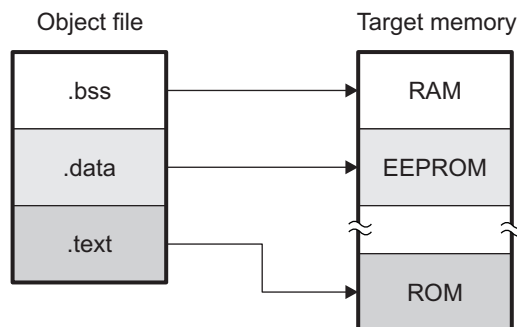 Object file
Target memory
.bss
RAM
.data
EEPROM
.text
ROM